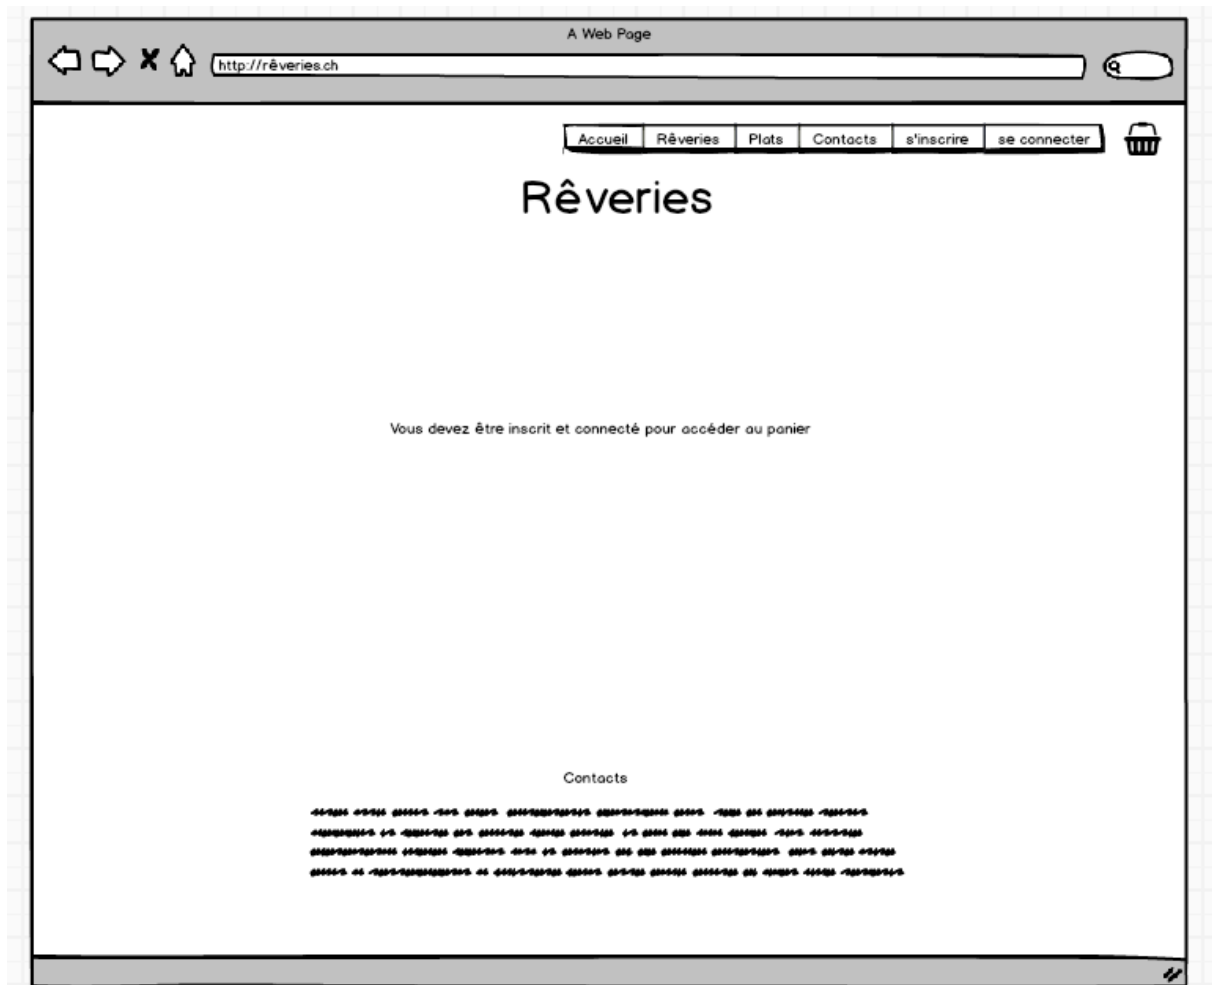 A Web Page
http://rêveries.ch
Accueil Rêveries Plats Contacts s'inscrire se connecter
Rêveries
Vous devez être inscrit et connecté pour accéder au panier
Contacts